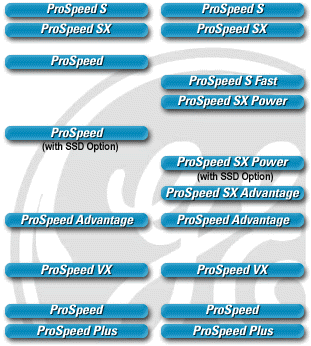 ProSpeed S
ProSpeed S
ProSpeed SX
ProSpeed SX
ProSpeed
ProSpeed S Fast
ProSpeed SX Power
ProSpeed
(with SSD Option)
ProSpeed SX Power
(with SSD Option)
ProSpeed SX Advantage
ProSpeed Advantage
ProSpeed Advantage
ProSpeed VX
ProSpeed VX
ProSpeed
ProSpeed
ProSpeed Plus
ProSpeed Plus